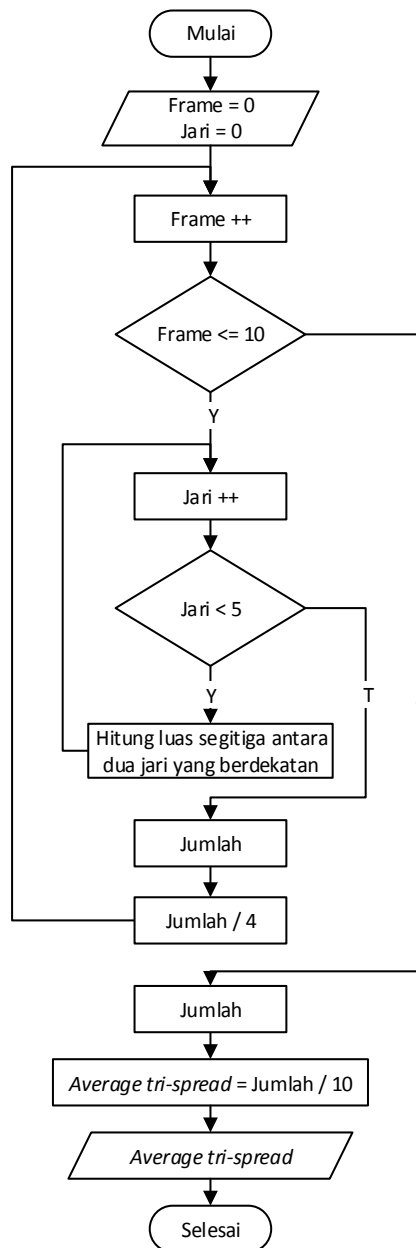 Mulai
Frame = 0
Jari = 0
Frame ++
Frame <= 10
Y
Jari ++
Jari < 5
Y
T
Hitung luas segitiga antara
dua jari yang berdekatan
Jumlah
Jumlah / 4
Jumlah
Average tri-spread = Jumlah / 10
Average tri-spread
Selesai